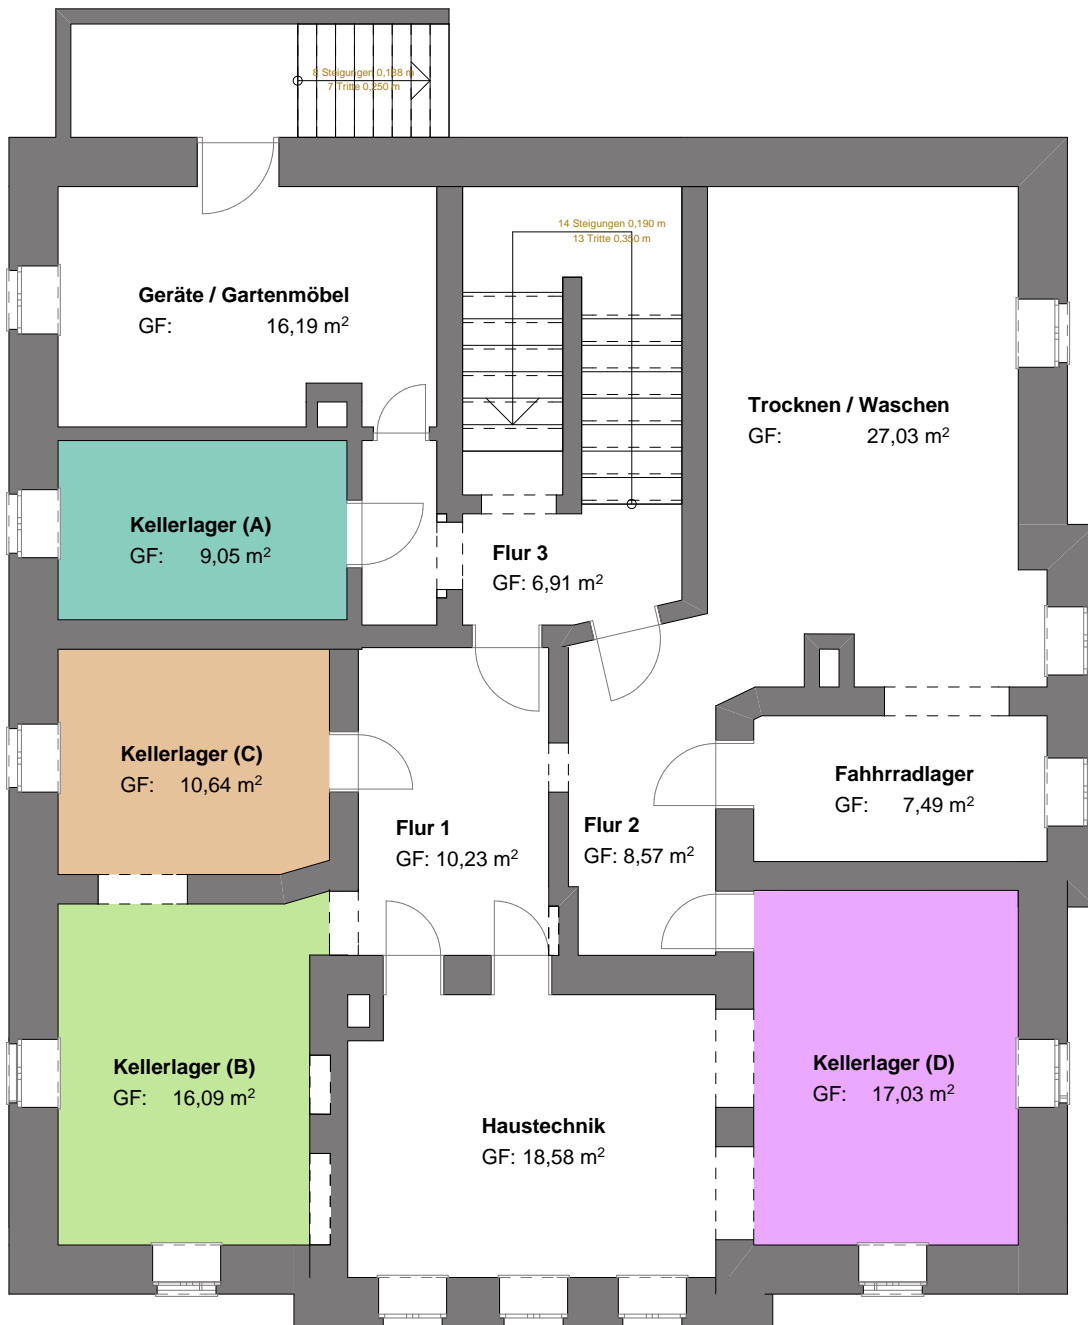 8 Steigungen 0,188 m
7 Tritte 0,250 m
14 Steigungen 0,190 m
13 Tritte 0,350 m
Geräte / Gartenmöbel
GF: 16,19 m²
Trocknen / Waschen
GF: 27,03 m²
Kellerlager (A)
GF: 9,05 m²
Flur 3
GF: 6,91 m²
Kellerlager (C)
GF: 10,64 m²
Fahhrradlager
GF: 7,49 m²
Flur 1
GF: 10,23 m²
Flur 2
GF: 8,57 m²
Kellerlager (B)
GF: 16,09 m²
Kellerlager (D)
GF: 17,03 m²
Haustechnik
GF: 18,58 m²